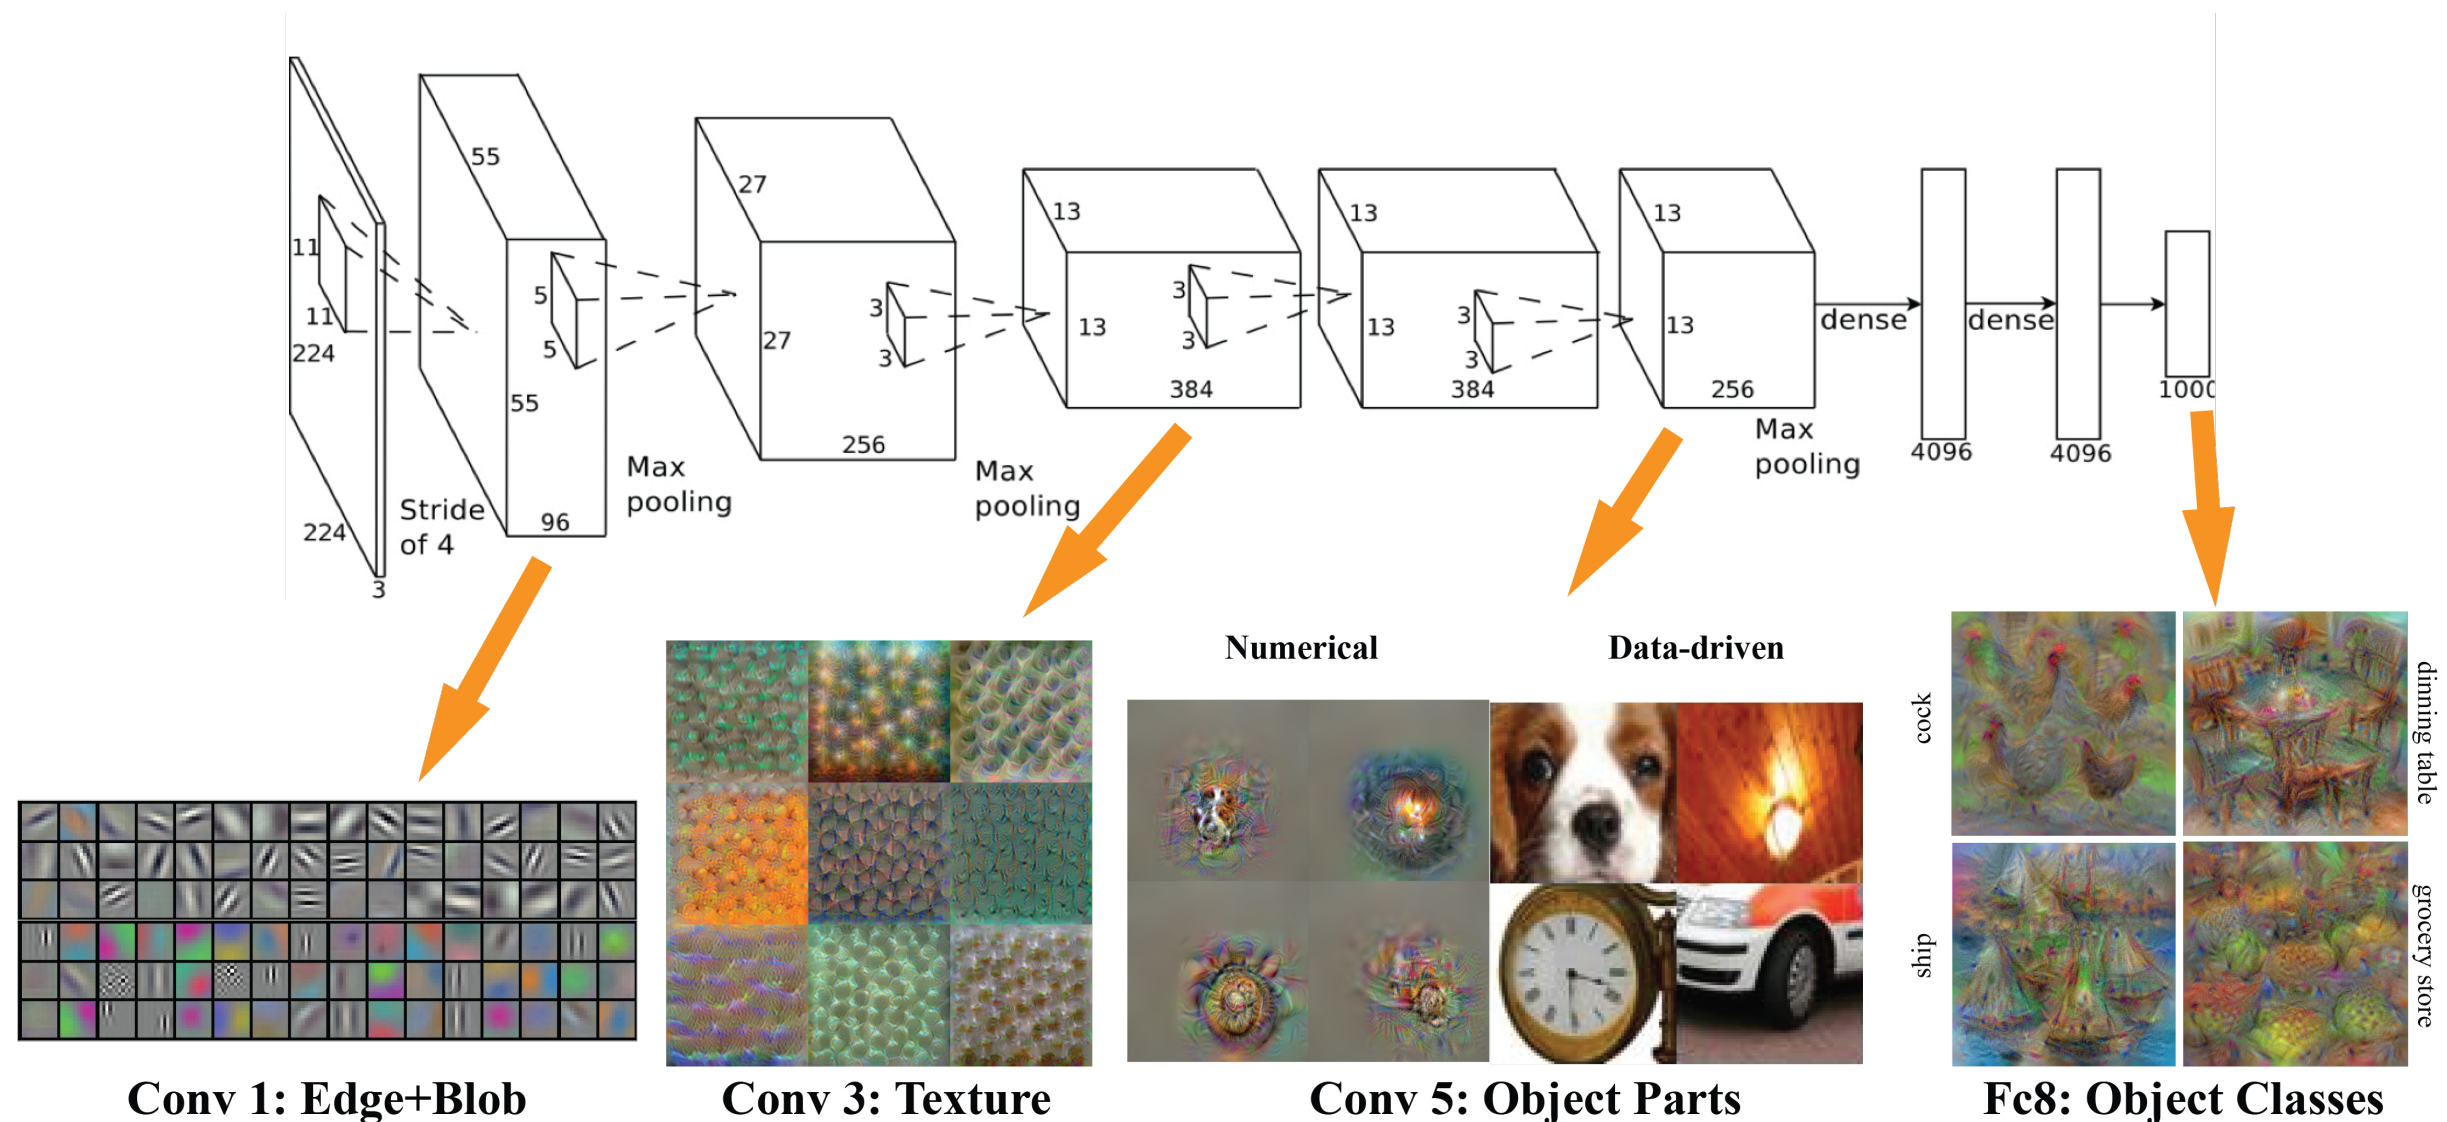 11
11
224
224
3
Stride
of 4
55
55
96
5
5
Max
pooling
27
27
256
3
3
Max
pooling
13
13
384
3
3
13
13
384
3
3
13
13
256
Max
pooling
dense
4096
dense
4096
1000
Numerical
Data-driven
cock
dinning table
ship
grocery store
Conv 1: Edge+Blob
Conv 3: Texture
Conv 5: Object Parts
Fc8: Object Classes